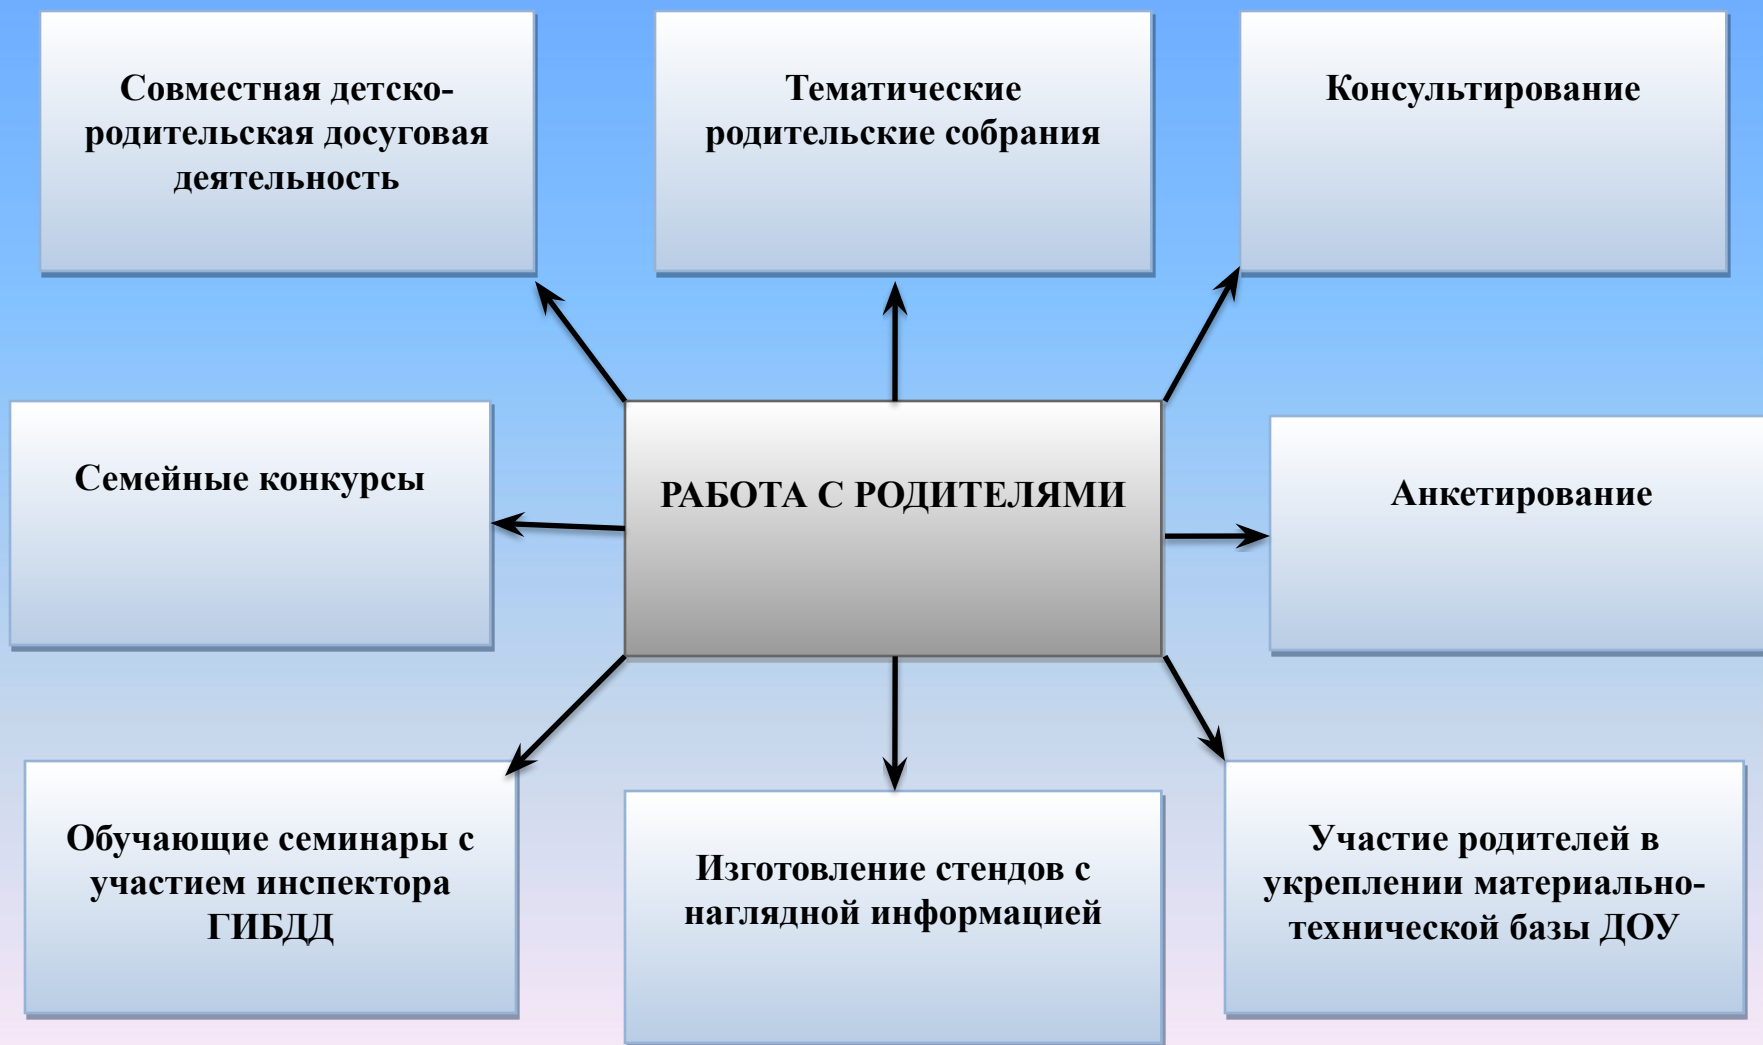 Совместная детско-
родительская досуговая
деятельность
Тематические
родительские собрания
Консультирование
Семейные конкурсы
РАБОТА С РОДИТЕЛЯМИ
Анкетирование
Обучающие семинары с
участием инспектора
ГИБДД
Изготовление стендов с
наглядной информацией
Участие родителей в
укреплении материально-
технической базы ДОУ